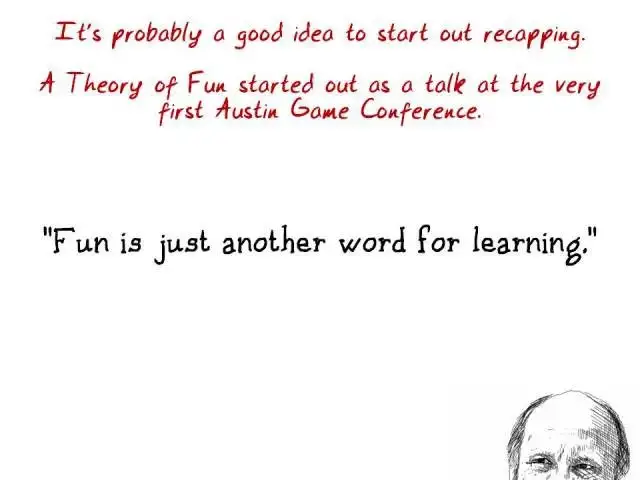 It's probably a good idea to start out recapping.
A Theory of Fun started out as a talk at the very
first Austin Game Conference.
"Fun is just another word for learning."